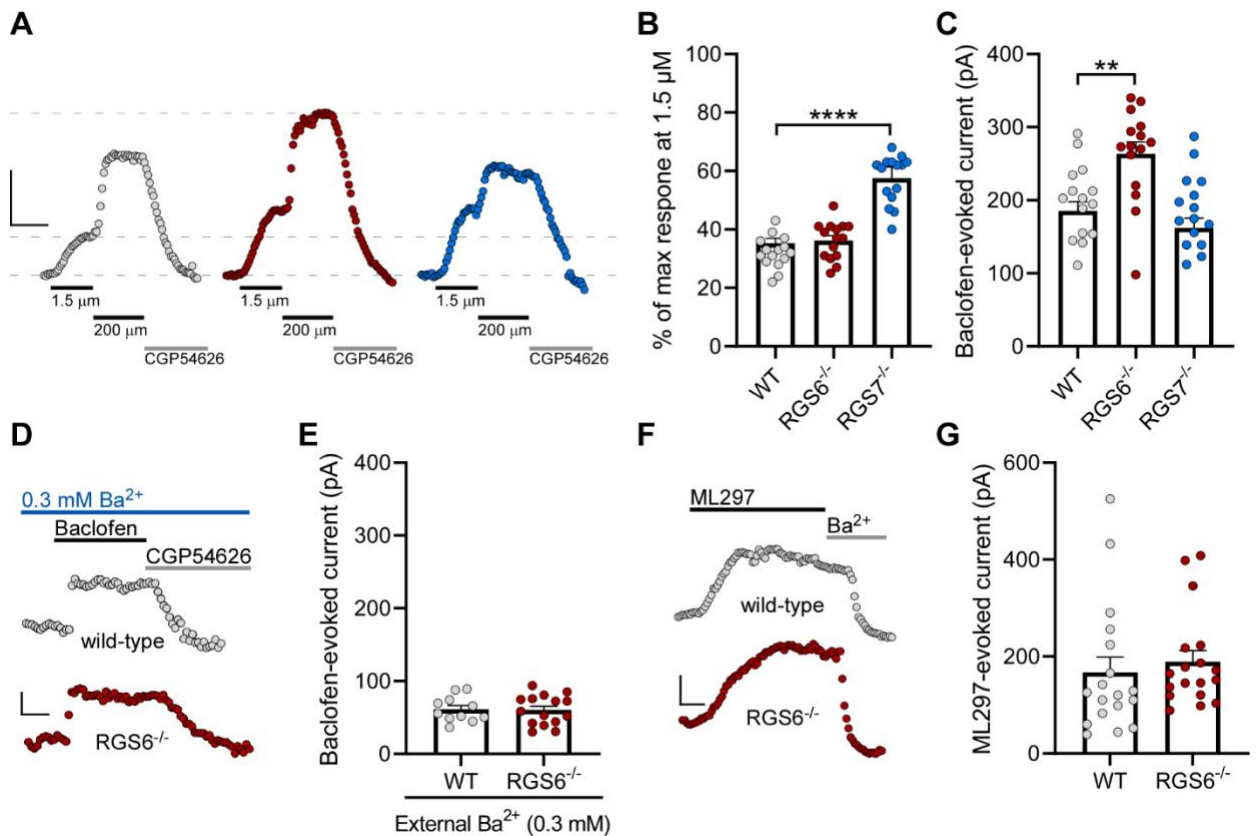 A
1.5 μm
200 μm
CGP54626
1.5 μm
200 μm
CGP54626
1.5 μm
200 μm
CGP54626
B
% of max response at 1.5 μM
100
80
60
40
20
0
****
WT
RGS6-/-
RGS7-/-
C
Baclofen-evoked current (pA)
400
300
200
100
0
**
WT
RGS6-/-
RGS7-/-
D
0.3 mM Ba2+
Baclofen
CGP54626
wild-type
RGS6-/-
E
Baclofen-evoked current (pA)
400
300
200
100
0
WT
RGS6-/-
External Ba2+ (0.3 mM)
F
ML297
Ba2+
wild-type
RGS6-/-
G
ML297-evoked current (pA)
600
400
200
0
WT
RGS6-/-